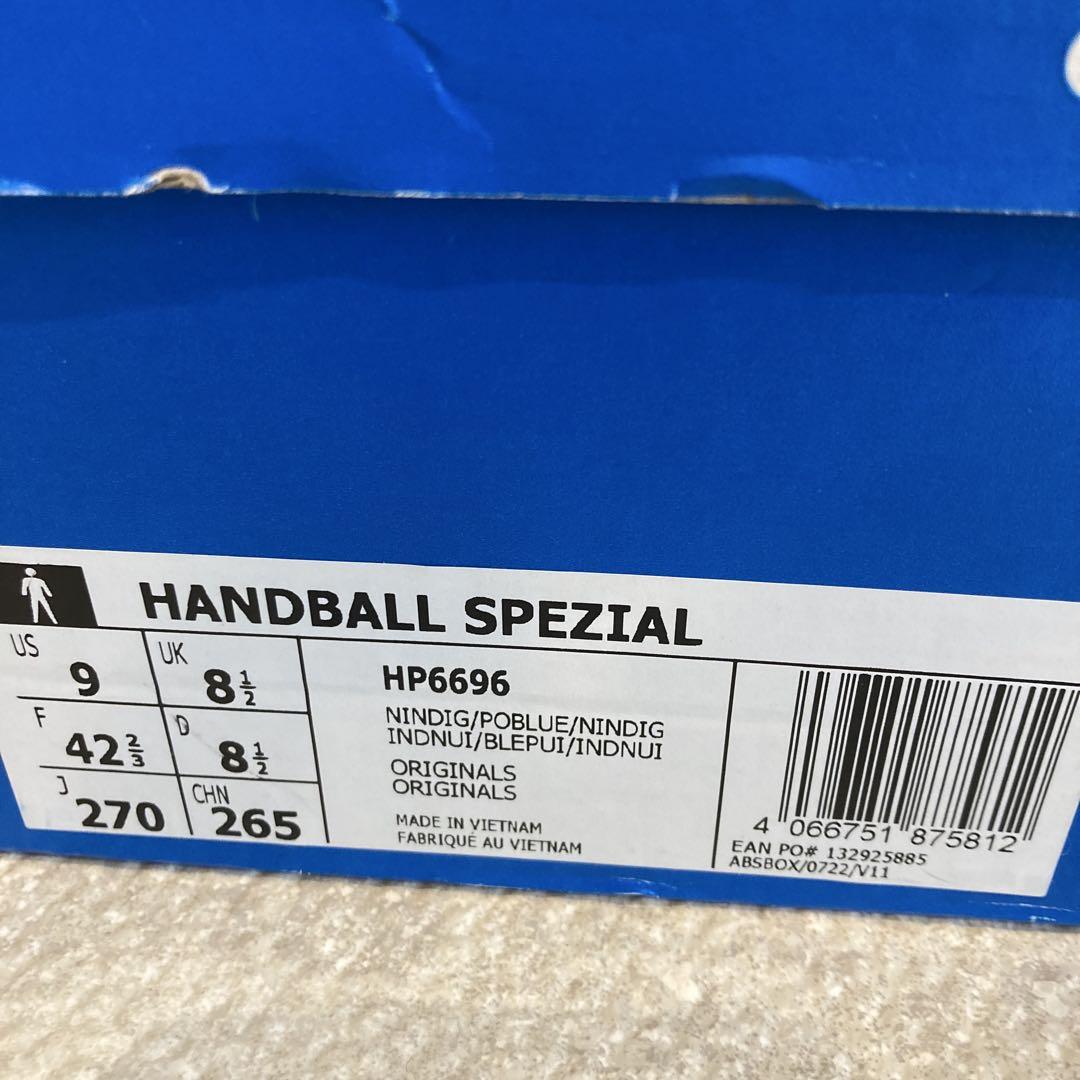 HANDBALL SPEZIAL
US 9 UK 8 1/2
F 42 2/3 D 8 1/2
J 270 CHN 265
HP6696
NINDIG/POBLUE/NINDIG
INDNUI/BLEPUI/INDNUI
ORIGINALS
ORIGINALS
MADE IN VIETNAM
FABRIQUÉ AU VIETNAM
4 066751 875812
EAN PO# 132925885
ABSBOX/0722/V11